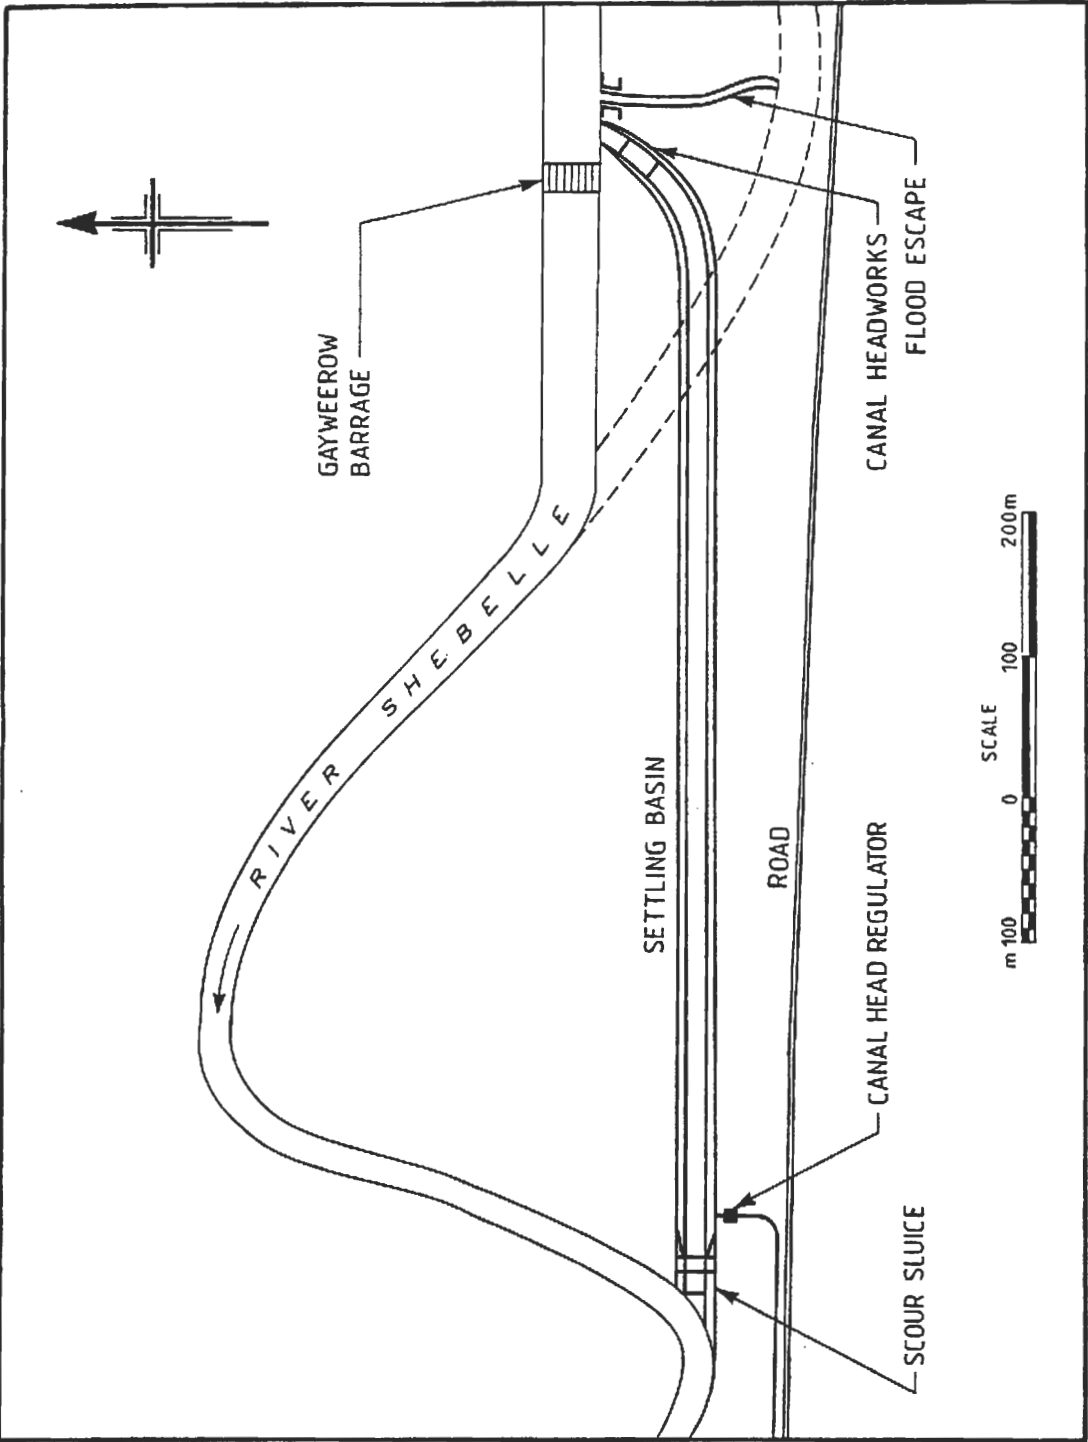 GAYWEEROW
BARRAGE
RIVER SHEBELLE
SETTLING BASIN
ROAD
CANAL HEADWORKS
FLOOD ESCAPE
CANAL HEAD REGULATOR
SCOUR SLUICE
SCALE
m 100 0 100 200m